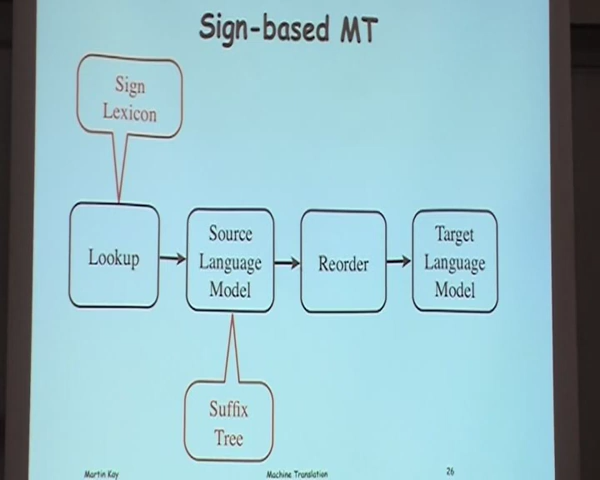 Sign-based MT
Sign
Lexicon
Lookup
Source
Language
Model
Reorder
Target
Language
Model
Suffix
Tree
Martin Kay
Machine Translation
26